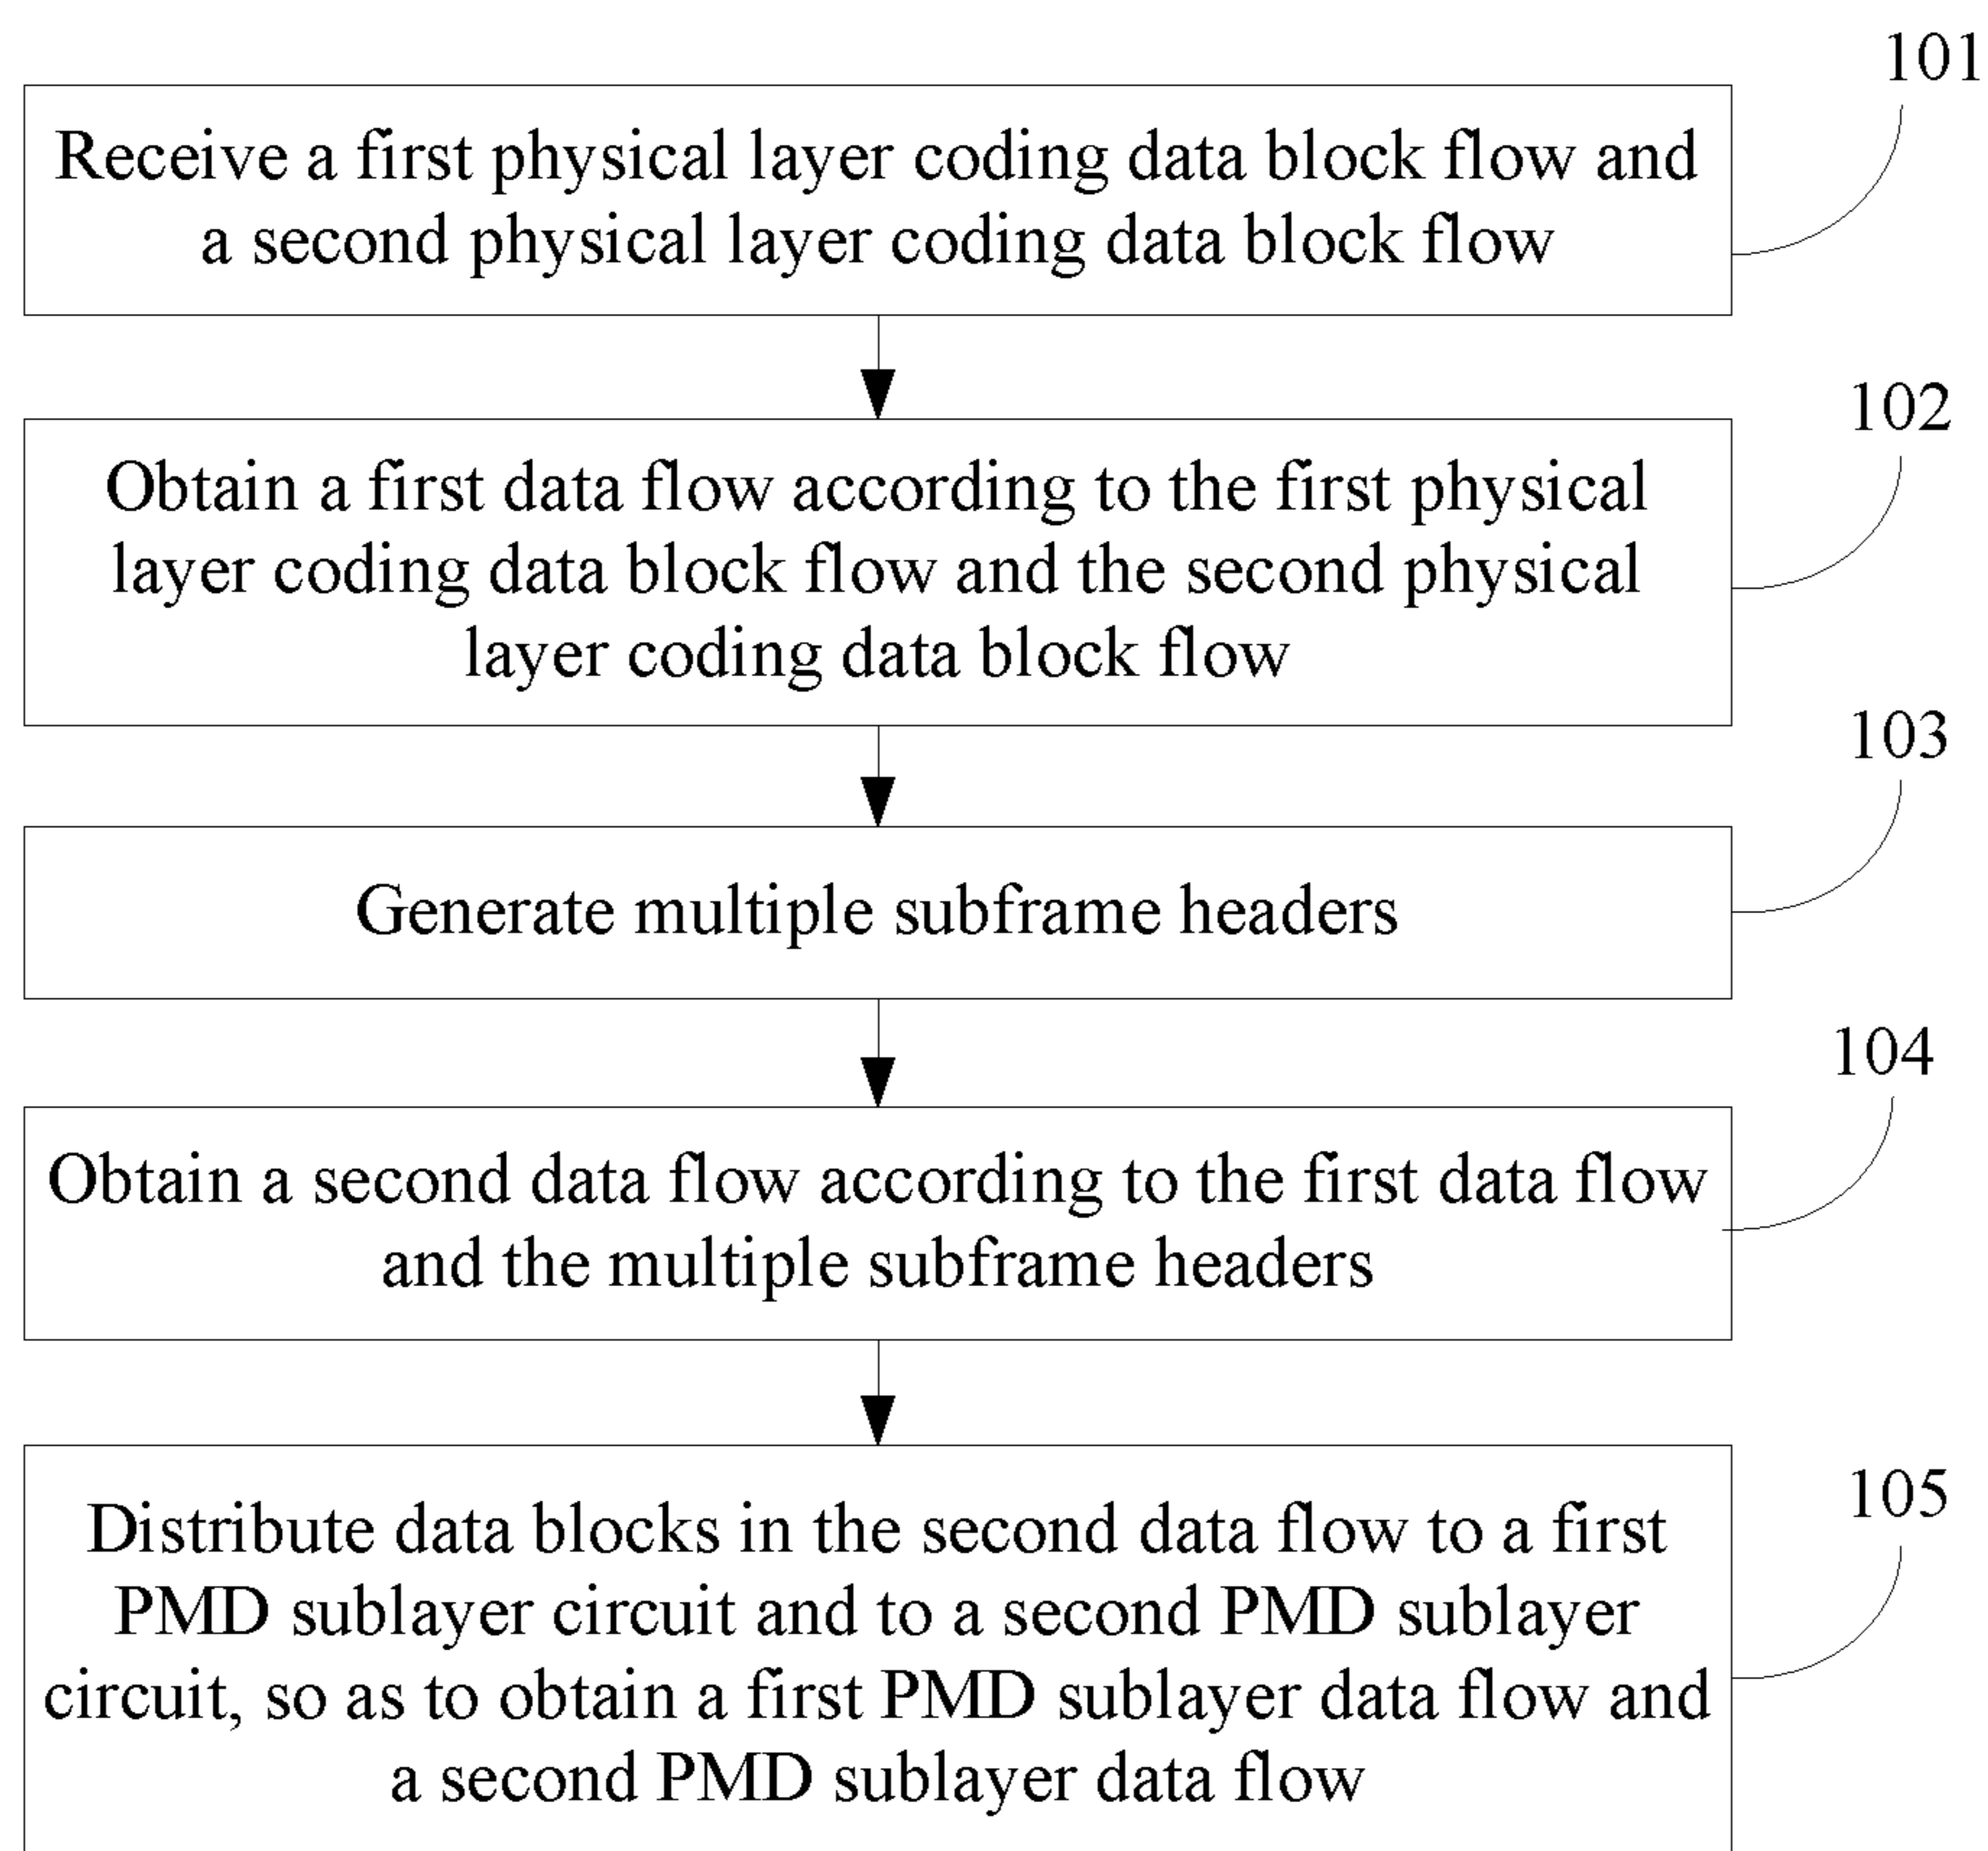 101
Receive a first physical layer coding data block flow and
a second physical layer coding data block flow
102
Obtain a first data flow according to the first physical
layer coding data block flow and the second physical
layer coding data block flow
103
Generate multiple subframe headers
104
Obtain a second data flow according to the first data flow
and the multiple subframe headers
105
Distribute data blocks in the second data flow to a first
PMD sublayer circuit and to a second PMD sublayer
circuit, so as to obtain a first PMD sublayer data flow and
a second PMD sublayer data flow